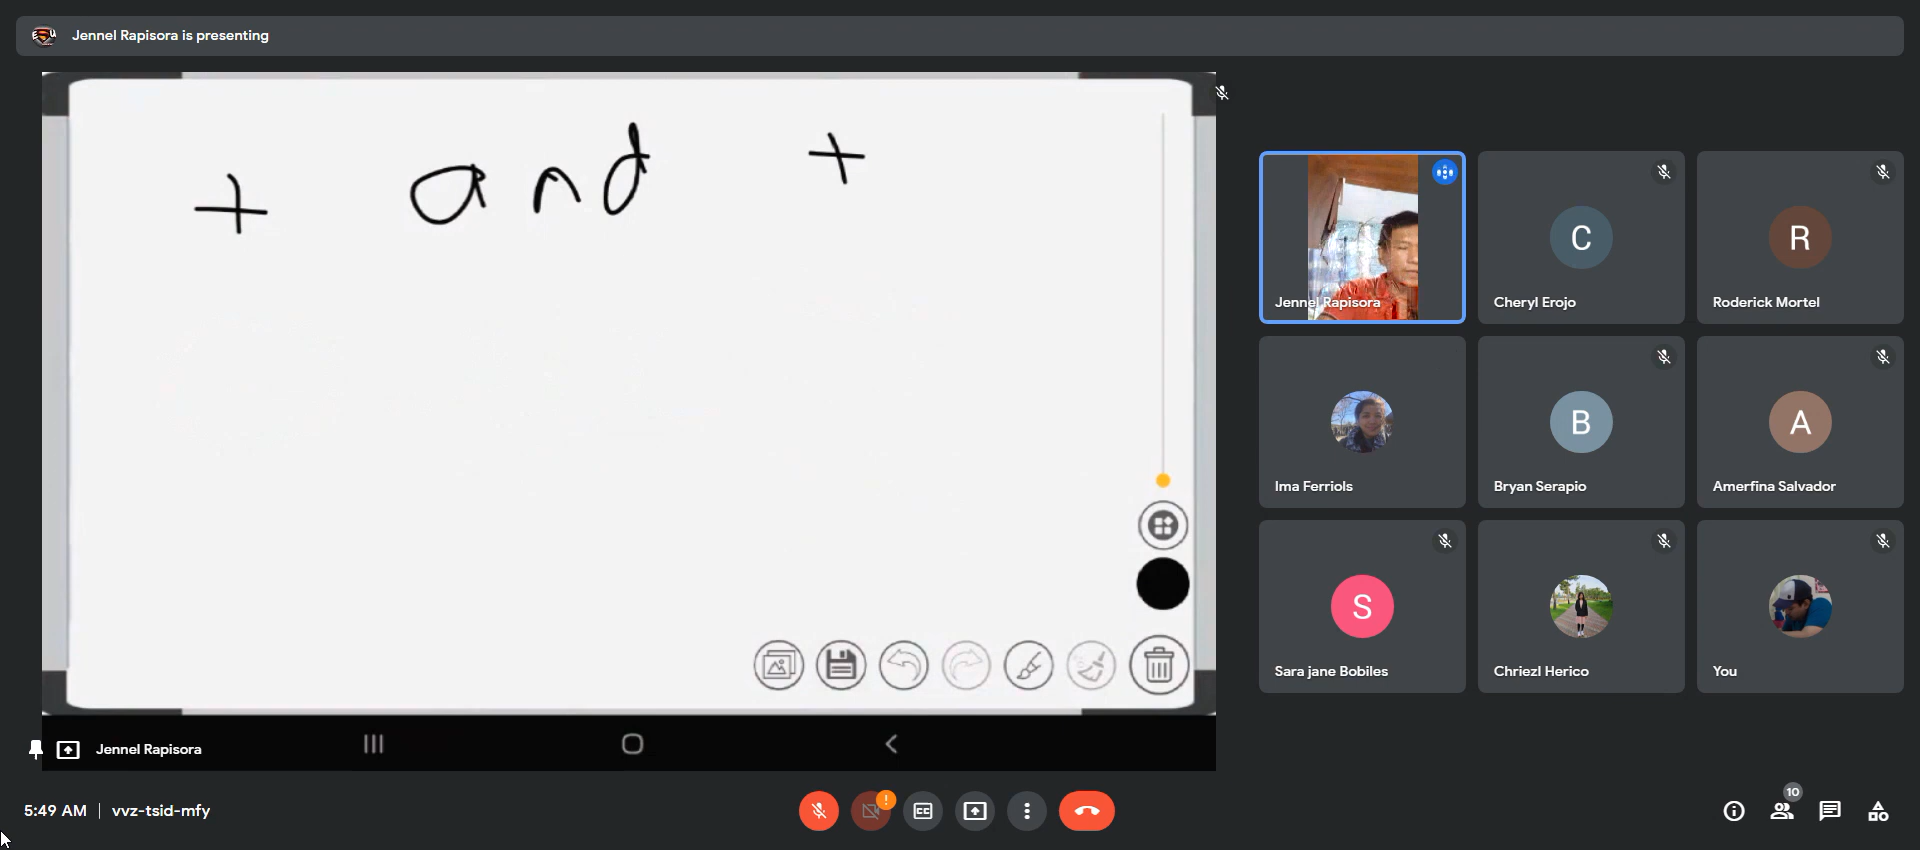 Jennel Rapisora is presenting
+ and +
Jennel Rapisora
Cheryl Erojo
R
Roderick Mortel
C
Ima Ferriols
B
Bryan Serapio
A
Amerfina Salvador
S
Sara jane Bobiles
Chriezl Herico
You
Jennel Rapisora
5:49 AM | vvz-tsid-mfy
!
CC
10